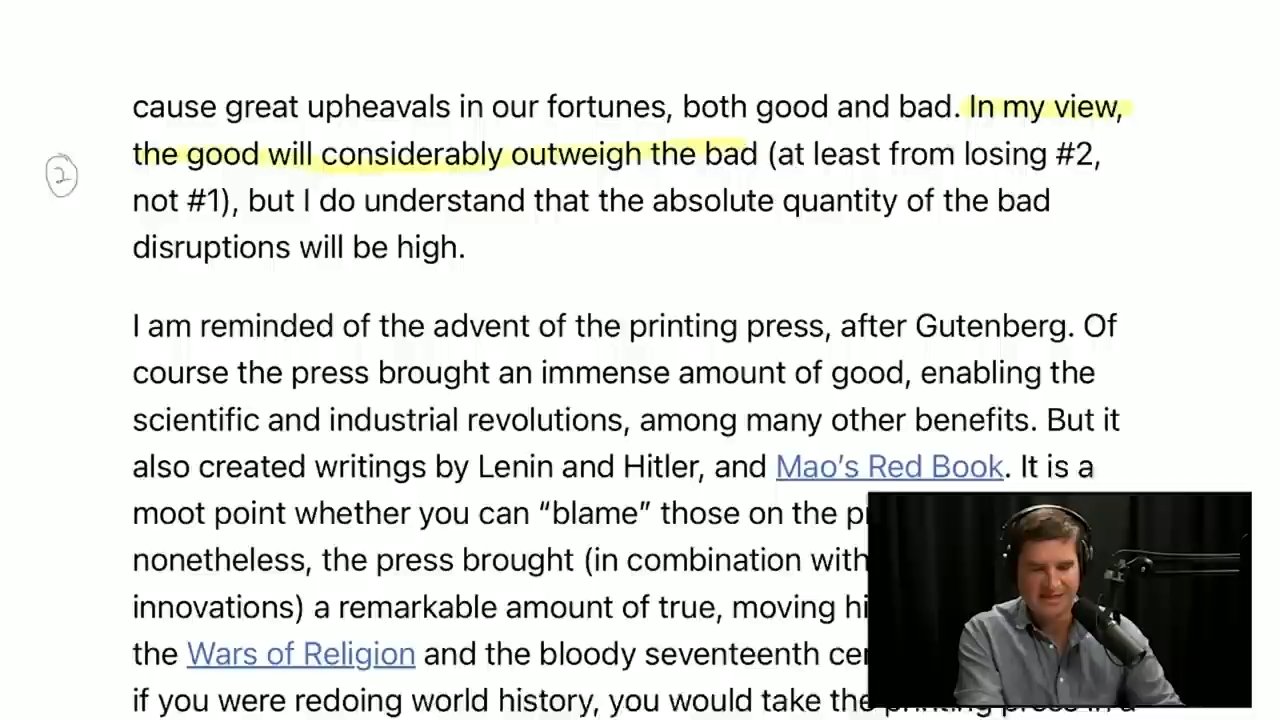 cause great upheavals in our fortunes, both good and bad. In my view,
the good will considerably outweigh the bad (at least from losing #2,
2
not #1), but I do understand that the absolute quantity of the bad
disruptions will be high.
I am reminded of the advent of the printing press, after Gutenberg. Of
course the press brought an immense amount of good, enabling the
scientific and industrial revolutions, among many other benefits. But it
also created writings by Lenin and Hitler, and Mao’s Red Book. It is a
moot point whether you can “blame” those on the
nonetheless, the press brought (in combination with
innovations) a remarkable amount of true, moving
the Wars of Religion and the bloody seventeenth
if you were redoing world history, you would take the printing press in a